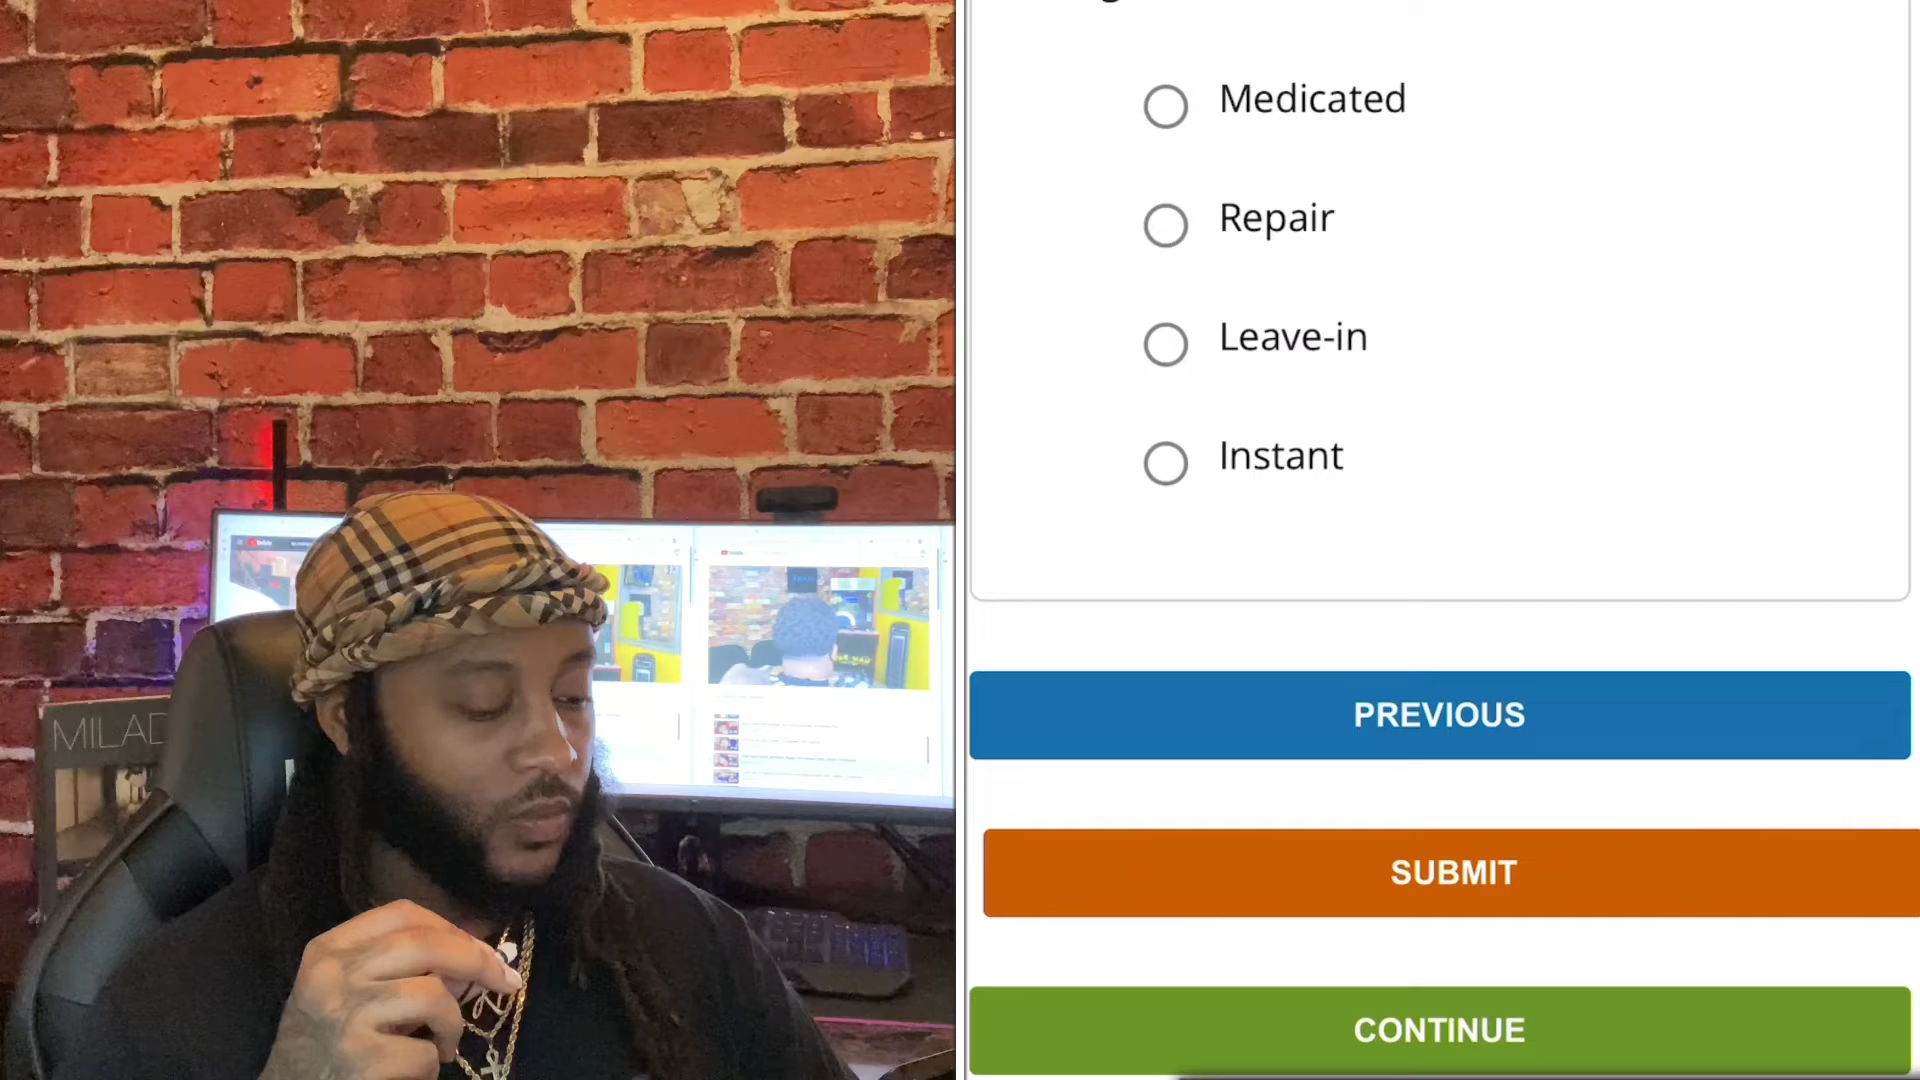 Medicated
Repair
Leave-in
Instant
PREVIOUS
SUBMIT
CONTINUE
MILAD